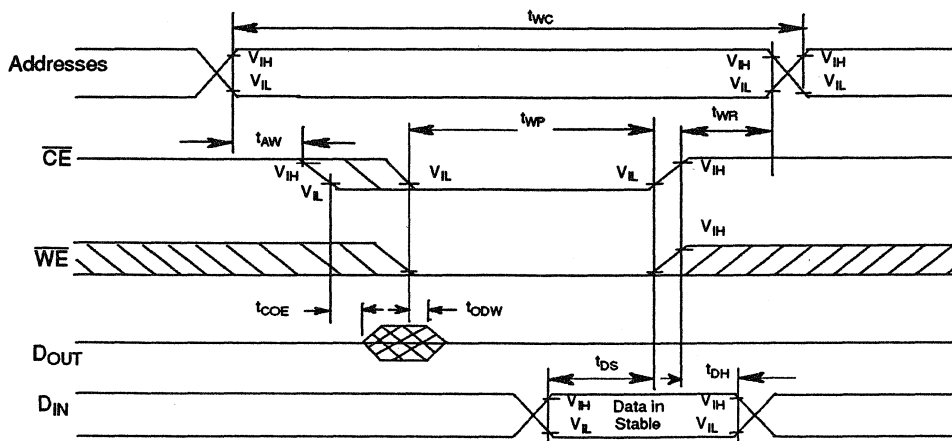 tWC
Addresses VIH VIH VIH
VIL VIL VIL
tAW tWP tWR
CE VIH VIL VIL VIH
VIL
WE VIH
tCOE tODW
DOUT
tDS tDH
DIN VIH Data in VIH
VIL Stable VIL